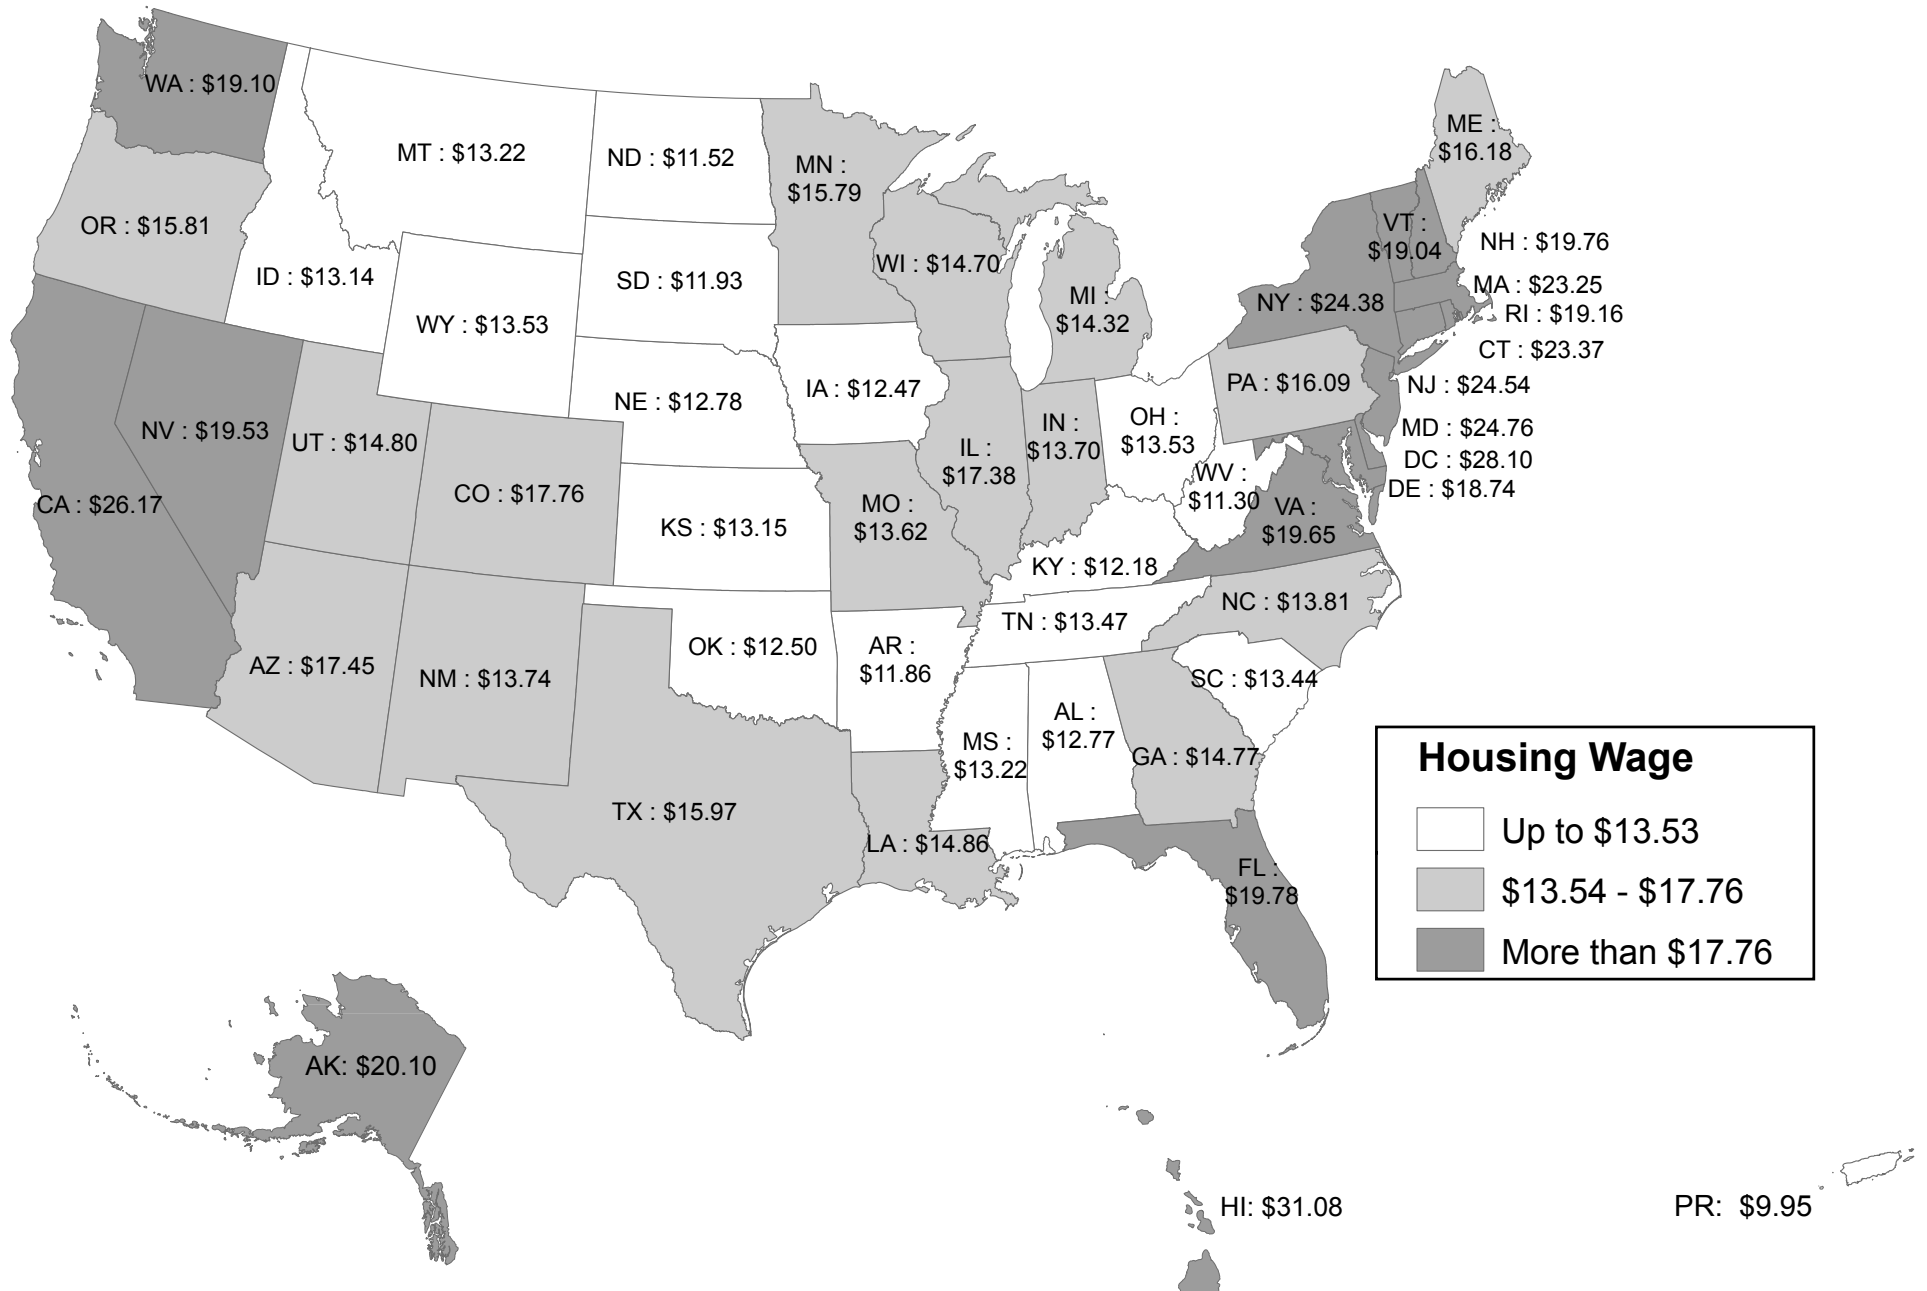 WA : $19.10
MT : $13.22
ND : $11.52
MN :
$15.79
ME :
$16.18
OR : $15.81
ID : $13.14
WY : $13.53
SD : $11.93
WI : $14.70
MI :
$14.32
VT :
$19.04
NH : $19.76
NY : $24.38
MA : $23.25
RI : $19.16
CT : $23.37
NJ : $24.54
PA : $16.09
MD : $24.76
DC : $28.10
DE : $18.74
NV : $19.53
UT : $14.80
NE : $12.78
IA : $12.47
IL :
$17.38
IN :
$13.70
OH :
$13.53
WV :
$11.30
VA :
$19.65
CA : $26.17
CO : $17.76
KS : $13.15
MO :
$13.62
KY : $12.18
NC : $13.81
TN : $13.47
AZ : $17.45
NM : $13.74
OK : $12.50
AR :
$11.86
SC : $13.44
MS :
$13.22
AL :
$12.77
GA : $14.77
TX : $15.97
LA : $14.86
FL :
$19.78
Housing Wage
Up to $13.53
$13.54 - $17.76
More than $17.76
AK: $20.10
HI: $31.08
PR: $9.95